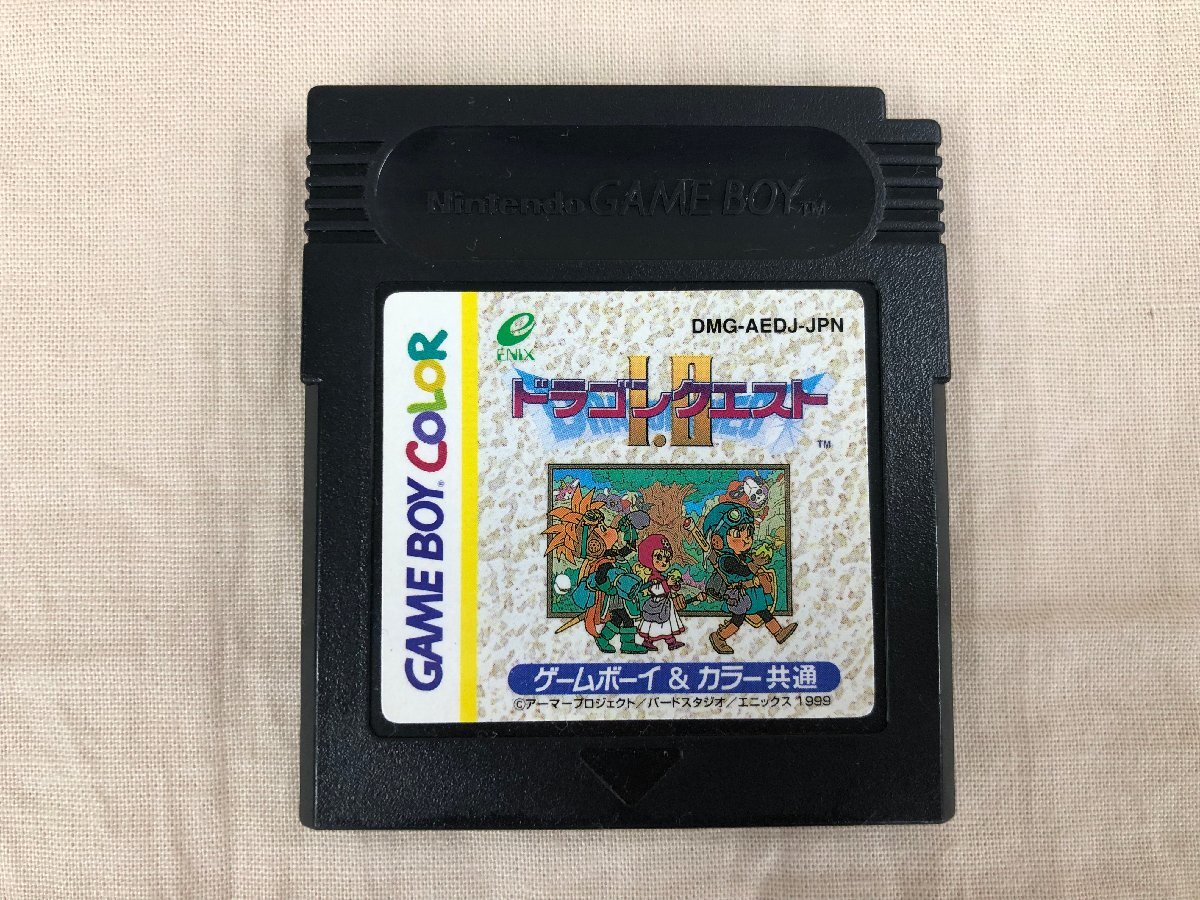 Nintendo GAME BOY TM
GAME BOY® COLOR
ENIX
DMG-AEDJ-JPN
ドラゴンクエスト
I・II
TM
ゲームボーイ & カラー共通
©アーマープロジェクト/バードスタジオ/エニックス 1999